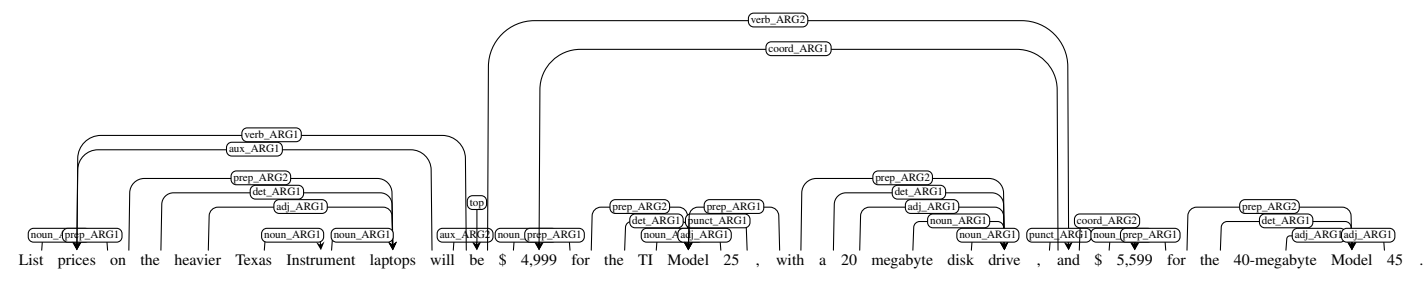 verb_ARG2
coord_ARG1
verb_ARG1
aux_ARG1
prep_ARG2 prep_ARG2
det_ARG1 det_ARG1
top
adj_ARG1 prep_ARG2 prep_ARG1 adj_ARG1 prep_ARG2
det_ARG1 punct_ARG1 noun_ARG1 coord_ARG2 det_ARG1
prep_ARG1 noun_ARG1 noun_ARG1 aux_ARG2 prep_ARG1 adj_ARG1 noun_ARG1 punct_ARG1 prep_ARG1 adj_ARG1 adj_ARG1
List prices on the heavier Texas Instrument laptops will be $ 4,999 for the TI Model 25 , with a 20 megabyte disk drive , and $ 5,599 for the 40-megabyte Model 45 .